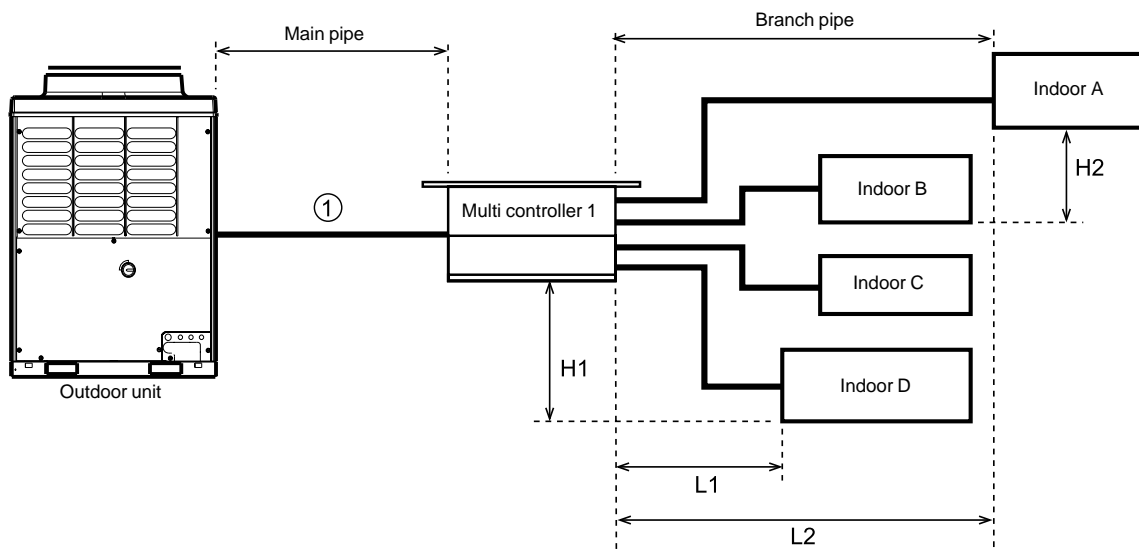 Branch pipe
Main pipe
Indoor A
H2
Indoor B
Multi controller 1
①
Indoor C
H1
Indoor D
Outdoor unit
L1
L2